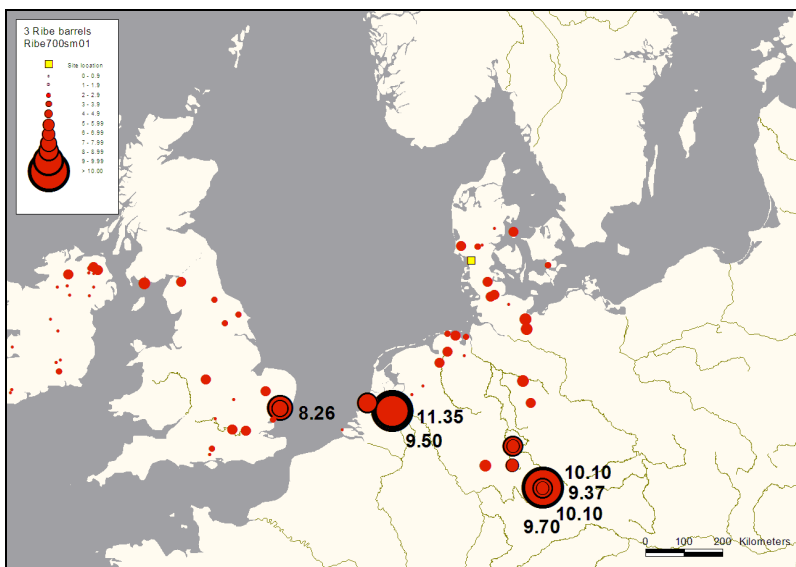 3 Ribe barrels
Ribe700sm01
Site location
0 - 0.9
1 - 1.9
2 - 2.9
3 - 3.9
4 - 4.9
5 - 5.99
6 - 6.99
7 - 7.99
8 - 8.99
9 - 9.99
> 10.00
8.26
11.35
9.50
10.10
9.37
10.10
9.70
0 100 200 Kilometers